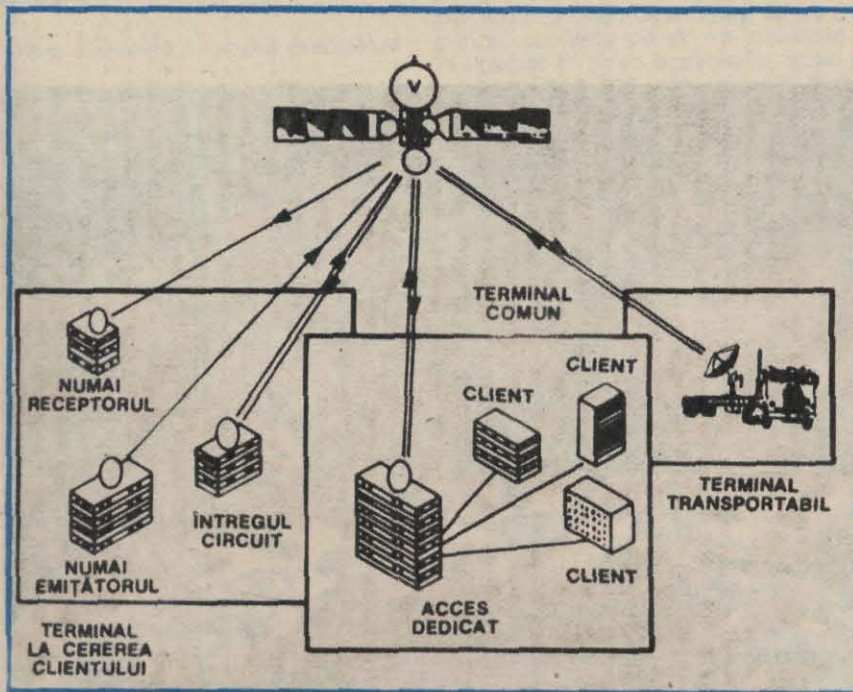 V
TERMINAL
COMUN
NUMAI
RECEPTORUL
NUMAI
EMIȚĂTORUL
ÎNTREGUL
CIRCUIT
TERMINAL
LA CEREREA
CLIENTULUI
CLIENT
CLIENT
CLIENT
ACCES
DEDICAT
TERMINAL
TRANSPORTABIL